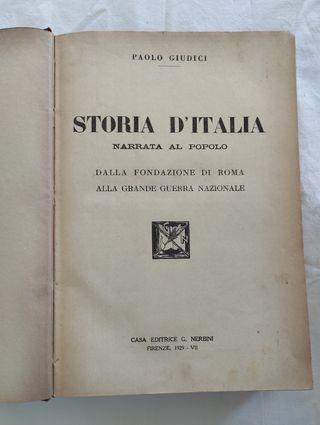 PAOLO GIUDICI
STORIA D'ITALIA
NARRATA AL POPOLO
DALLA FONDAZIONE DI ROMA
ALLA GRANDE GUERRA NAZIONALE
CASA EDITRICE G. NERBINI
FIRENZE, 1929 - VII